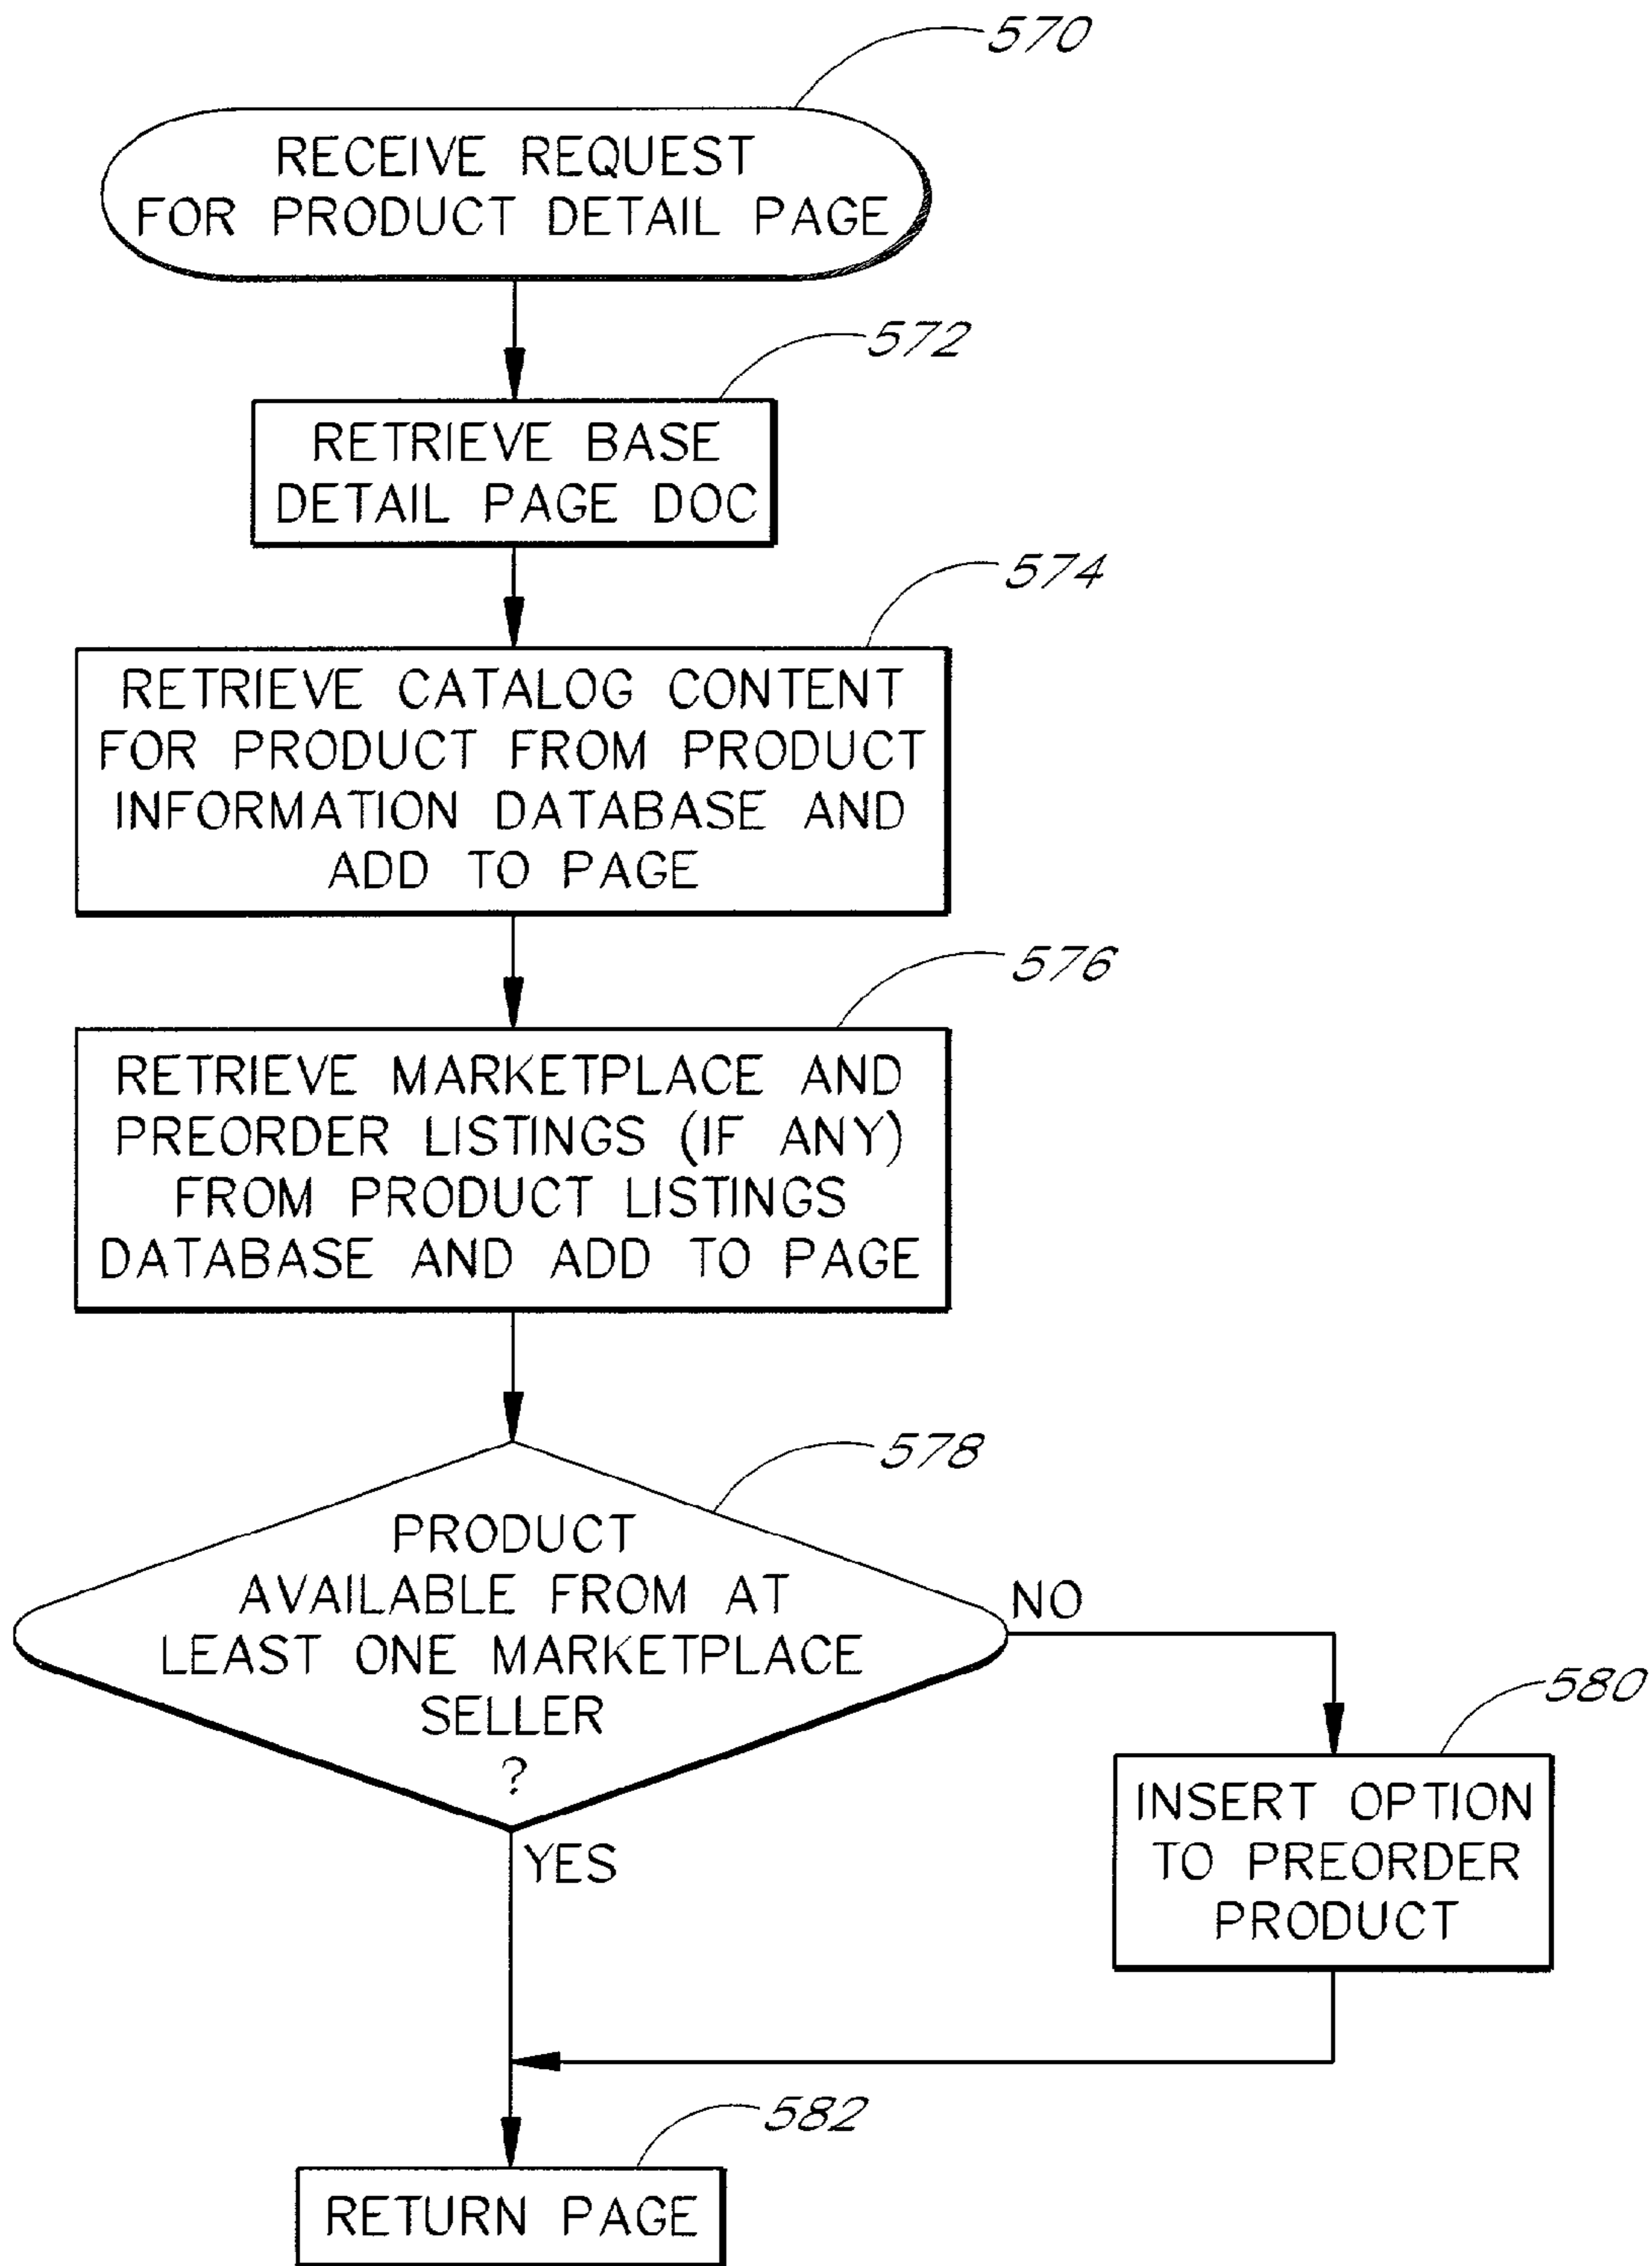 570
RECEIVE REQUEST
FOR PRODUCT DETAIL PAGE
572
RETRIEVE BASE
DETAIL PAGE DOC
574
RETRIEVE CATALOG CONTENT
FOR PRODUCT FROM PRODUCT
INFORMATION DATABASE AND
ADD TO PAGE
576
RETRIEVE MARKETPLACE AND
PREORDER LISTINGS (IF ANY)
FROM PRODUCT LISTINGS
DATABASE AND ADD TO PAGE
578
PRODUCT
AVAILABLE FROM AT
LEAST ONE MARKETPLACE
SELLER
?
NO
YES
580
INSERT OPTION
TO PREORDER
PRODUCT
582
RETURN PAGE